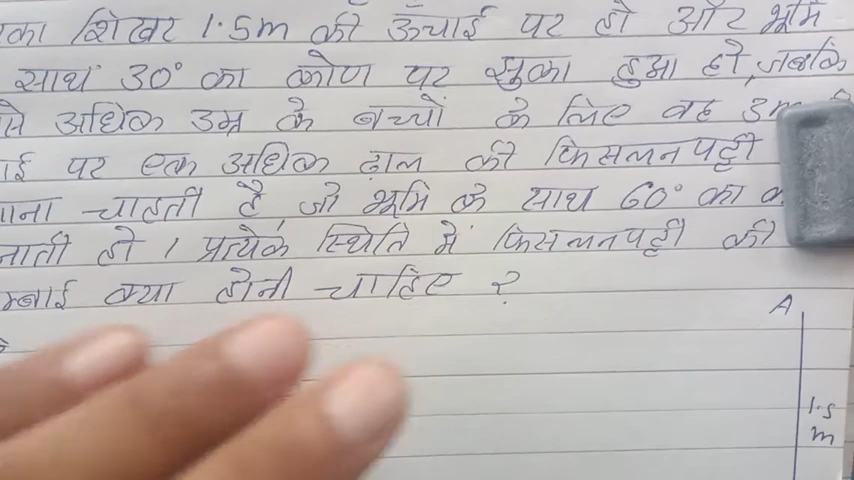 शिखर 1.5m की ऊँचाई पर हो और भूमि
साथ 30° का कोण पर झुका हुआ हो, जबकि
अधिक उम्र के बच्चों के लिए वह 3m
पर एक अधिक ढाल की फिसलनपट्टी
चाहती है, जो भूमि के साथ 60° का
हो। प्रत्येक स्थिति में फिसलनपट्टी की
क्या होनी चाहिए ?
A
1.5
m